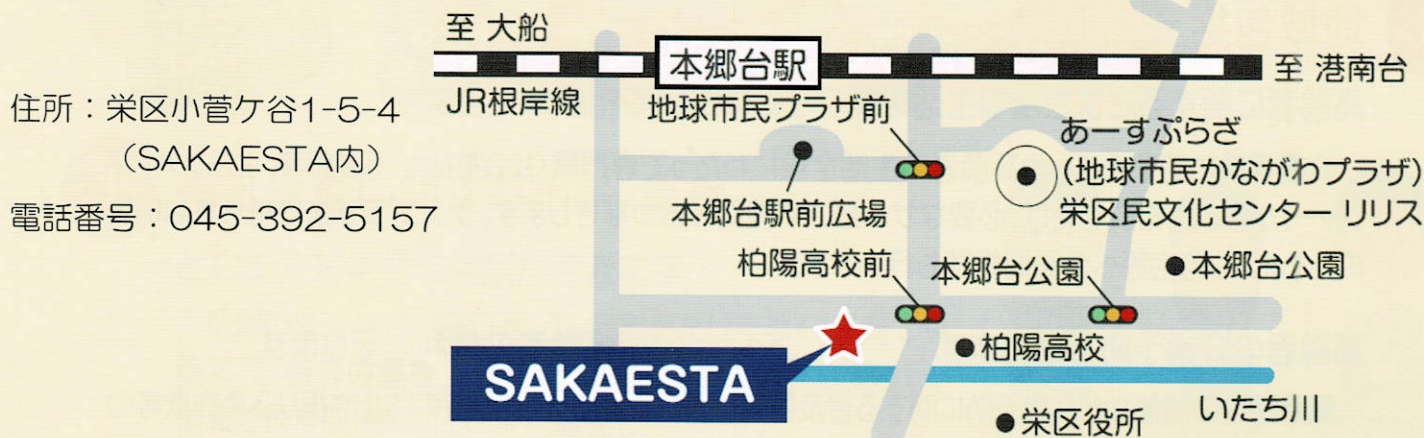 至 大船
本郷台駅
至 港南台
JR根岸線
住所：栄区小菅ケ谷1-5-4
（SAKAESTA内）
電話番号：045-392-5157
地球市民プラザ前
本郷台駅前広場
あーすぷらざ
(地球市民かながわプラザ)
栄区民文化センター リリス
柏陽高校前
本郷台公園
本郷台公園
柏陽高校
SAKAESTA
いたち川
栄区役所